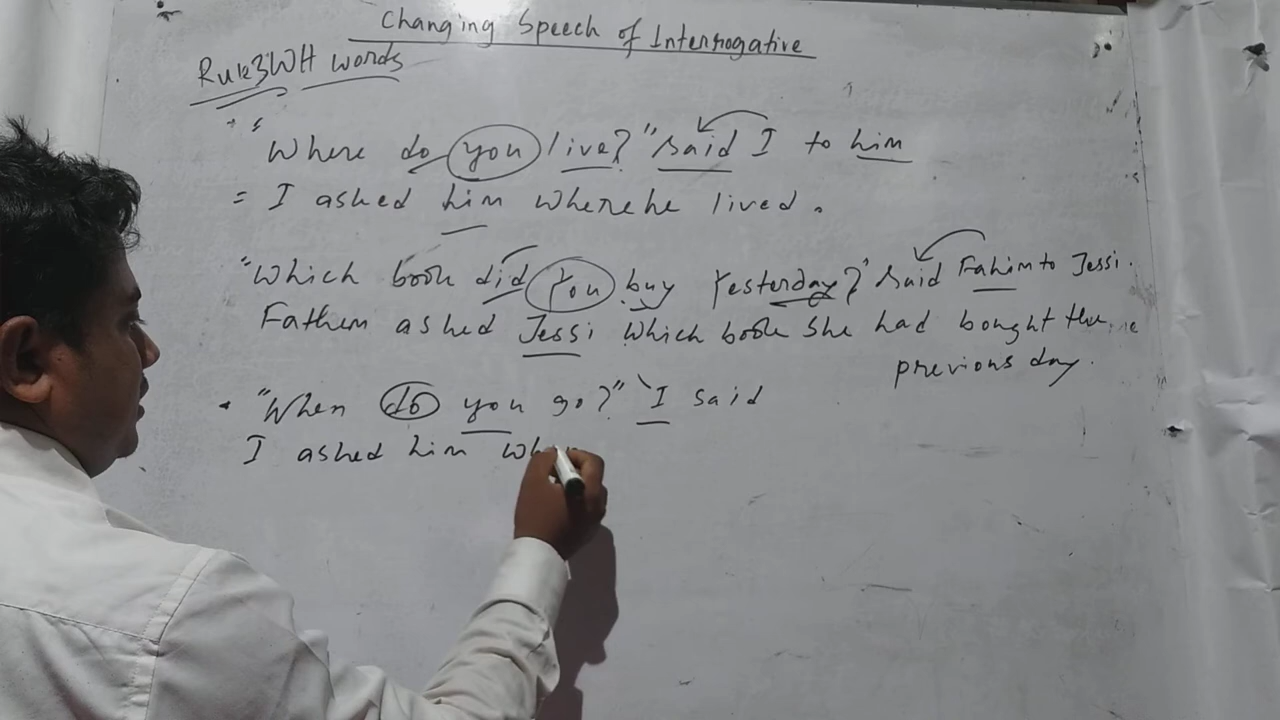 Changing Speech of Interrogative
Rule3 WH words
"Where do you live?" said I to him
= I asked him where he lived.
"Which book did you buy yesterday?" said Fahim to Jessi.
Fathem asked Jessi which book she had bought the
previous day.
"When do you go?" I said
I asked him whe